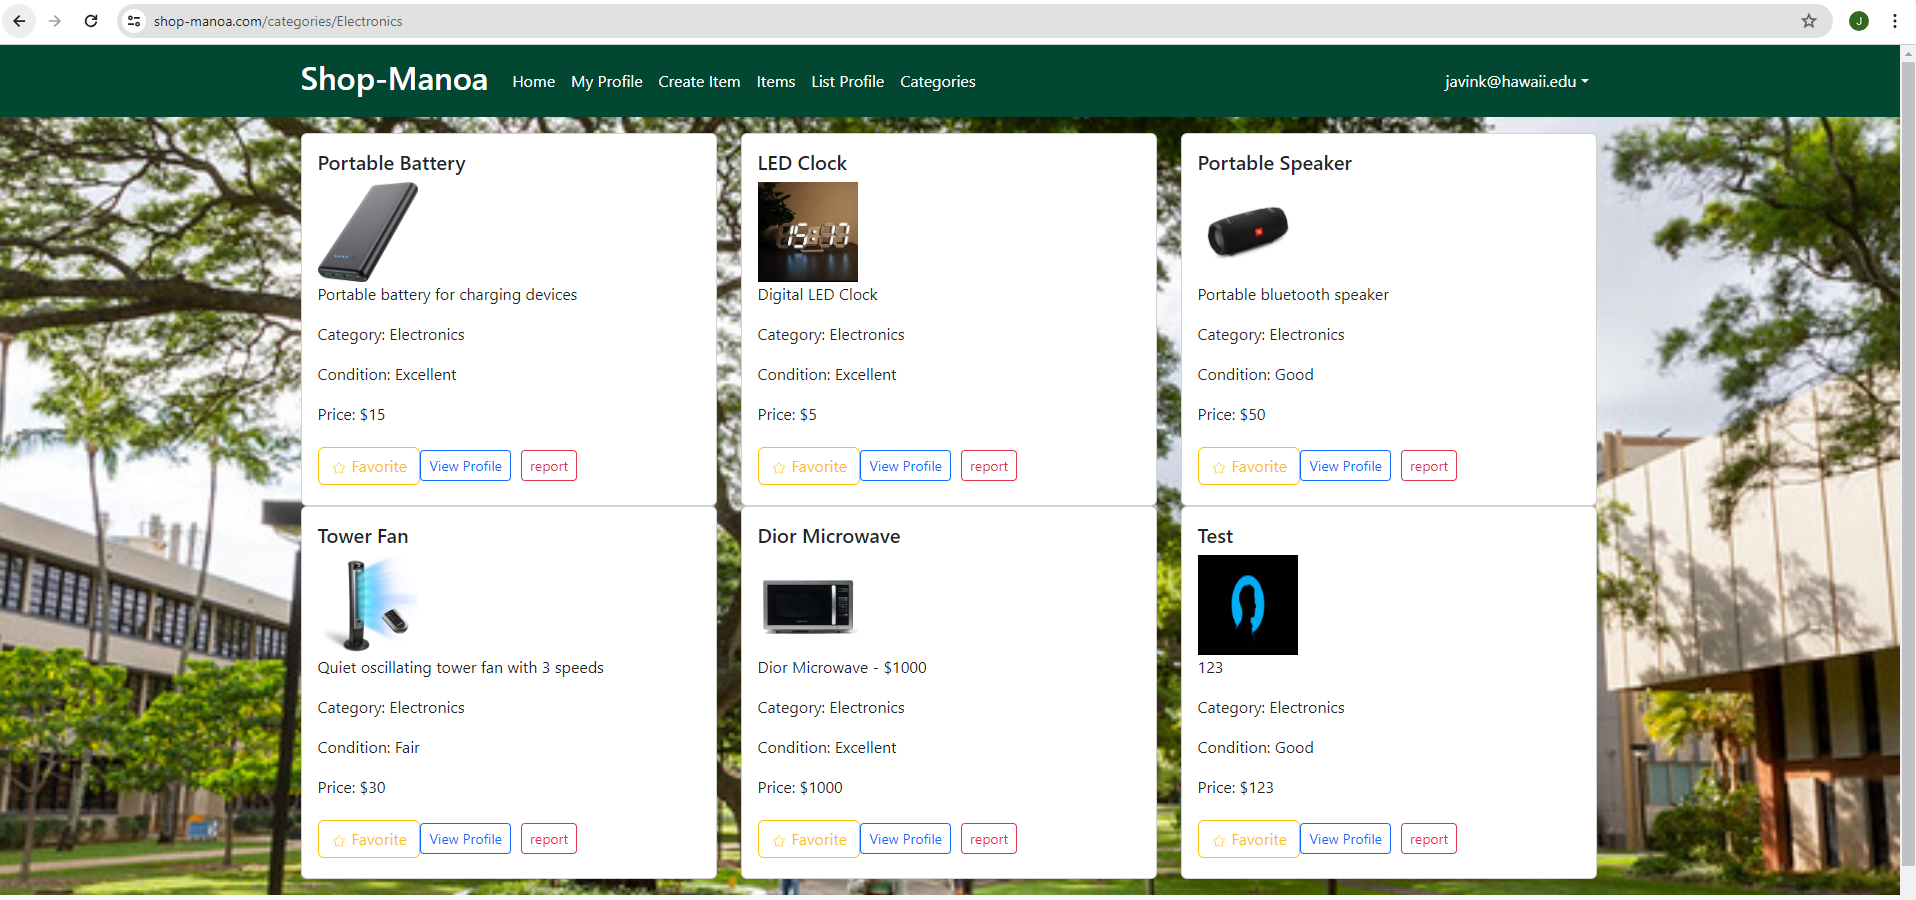 shop-manoa.com/categories/Electronics
J
Shop-Manoa Home My Profile Create Item Items List Profile Categories javink@hawaii.edu
Portable Battery
Portable battery for charging devices
Category: Electronics
Condition: Excellent
Price: $15
Favorite View Profile report
LED Clock
15:17
Digital LED Clock
Category: Electronics
Condition: Excellent
Price: $5
Favorite View Profile report
Portable Speaker
Portable bluetooth speaker
Category: Electronics
Condition: Good
Price: $50
Favorite View Profile report
Tower Fan
Quiet oscillating tower fan with 3 speeds
Category: Electronics
Condition: Fair
Price: $30
Favorite View Profile report
Dior Microwave
Dior Microwave - $1000
Category: Electronics
Condition: Excellent
Price: $1000
Favorite View Profile report
Test
123
Category: Electronics
Condition: Good
Price: $123
Favorite View Profile report